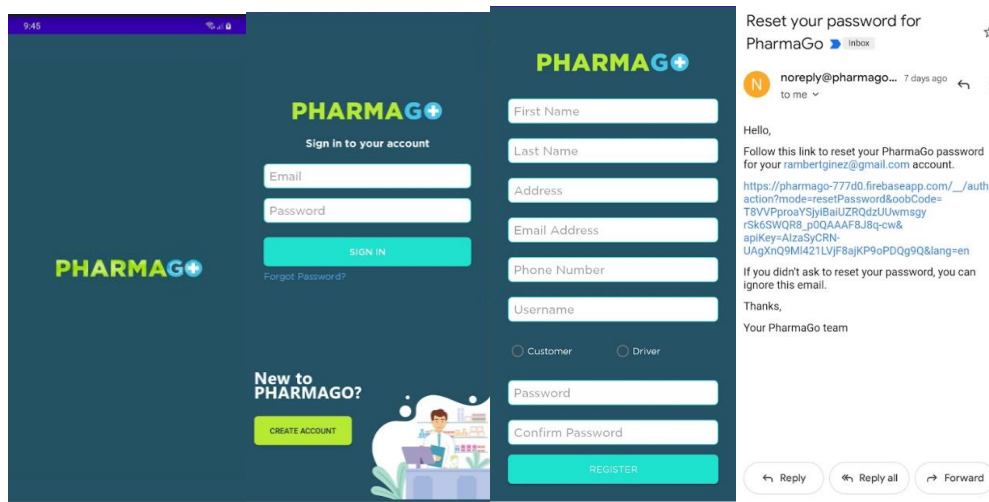 9:45
PHARMAGO
PHARMAGO
Sign in to your account
Email
Password
SIGN IN
Forgot Password?
New to
PHARMAGO?
CREATE ACCOUNT
PHARMAGO
First Name
Last Name
Address
Email Address
Phone Number
Username
Customer Driver
Password
Confirm Password
REGISTER
Reset your password for
PharmaGo Inbox
N
noreply@pharmago... 7 days ago
to me
Hello,
Follow this link to reset your PharmaGo password
for your rambertginez@gmail.com account.
https://pharmago-777d0.firebaseapp.com/__/auth
action?mode=resetPassword&oobCode=
T8VVPproaYSjyiBaiUZRQdzUUwmsgy
rSk6SWQR8_p0QAAAF8J8q-cw&
apiKey=AIzaSyCRN-
UAgXnQ9Ml421LVjF8ajKP9oPDQg9Q&lang=en
If you didn't ask to reset your password, you can
ignore this email.
Thanks,
Your PharmaGo team
Reply Reply all Forward